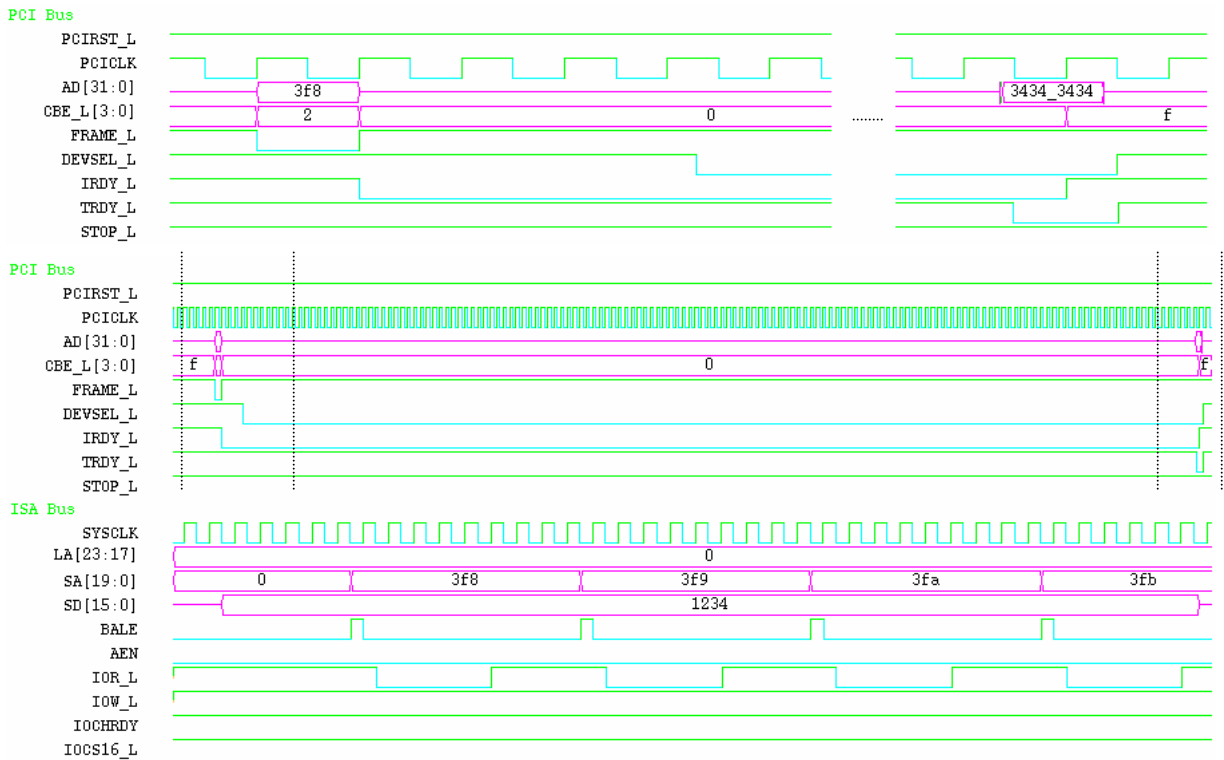 PCI Bus
PCIRST_L
PCICLK
AD[31:0] 3f8 3434_3434
CBE_L[3:0] 2 0 ........ f
FRAME_L
DEVSEL_L
IRDY_L
TRDY_L
STOP_L
PCI Bus
PCIRST_L
PCICLK
AD[31:0]
CBE_L[3:0] f 0 f
FRAME_L
DEVSEL_L
IRDY_L
TRDY_L
STOP_L
ISA Bus
SYSCLK
LA[23:17] 0
SA[19:0] 0 3f8 3f9 3fa 3fb
SD[15:0] 1234
BALE
AEN
IOR_L
IOW_L
IOCHRDY
IOCS16_L